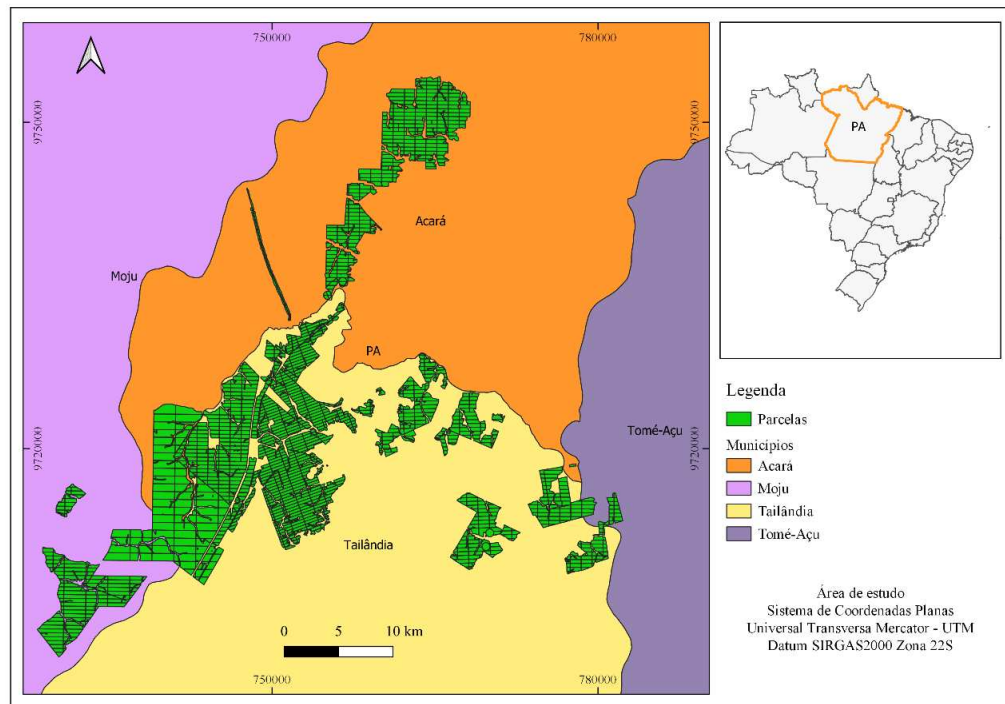 750000
780000
9750000
9750000
PA
Acará
Moju
PA
Tomé-Açu
9720000
9720000
Tailândia
0 5 10 km
750000
780000
Legenda
Parcelas
Municípios
Acará
Moju
Tailândia
Tomé-Açu
Área de estudo
Sistema de Coordenadas Planas
Universal Transversa Mercator - UTM
Datum SIRGAS2000 Zona 22S